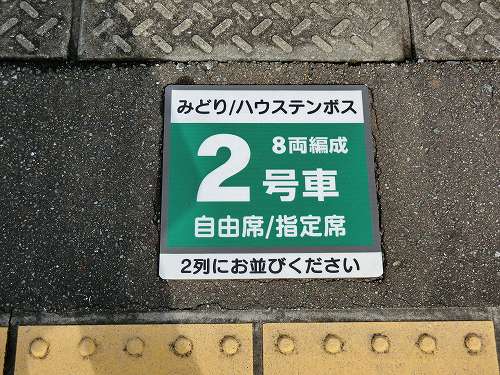 みどり/ハウステンボス
8両編成
2号車
自由席/指定席
2列にお並びください